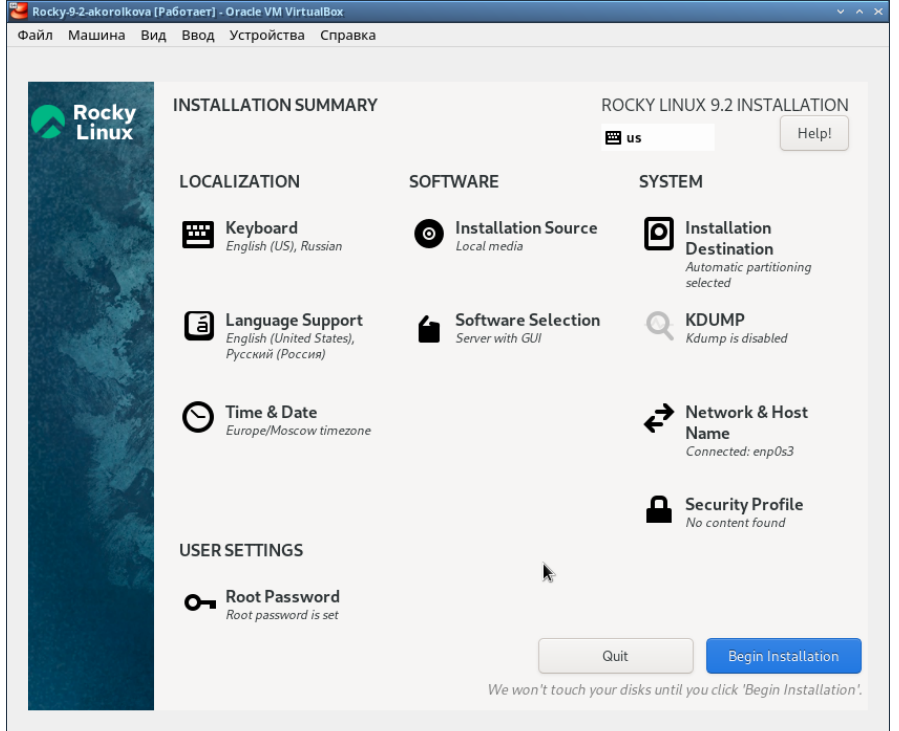 Rocky-9-2-akorolkova [Работает] - Oracle VM VirtualBox
Файл Машина Вид Ввод Устройства Справка
Rocky
Linux
INSTALLATION SUMMARY
ROCKY LINUX 9.2 INSTALLATION
us
Help!
LOCALIZATION
Keyboard
English (US), Russian
Language Support
English (United States),
Русский (Россия)
Time & Date
Europe/Moscow timezone
SOFTWARE
Installation Source
Local media
Software Selection
Server with GUI
SYSTEM
Installation
Destination
Automatic partitioning
selected
KDUMP
Kdump is disabled
Network & Host
Name
Connected: enp0s3
Security Profile
No content found
USER SETTINGS
Root Password
Root password is set
Quit
Begin Installation
We won't touch your disks until you click 'Begin Installation'.